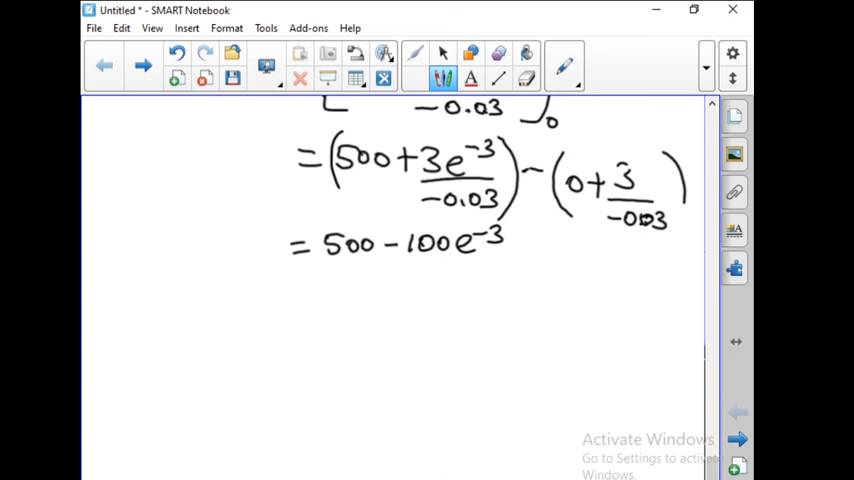 Untitled * - SMART Notebook
File Edit View Insert Format Tools Add-ons Help
[ -0.03 ]0
= (500 + 3e^-3 / -0.03) - (0 + 3 / -0.03)
= 500 - 100e^-3
Activate Windows
Go to Settings to activate
Windows.